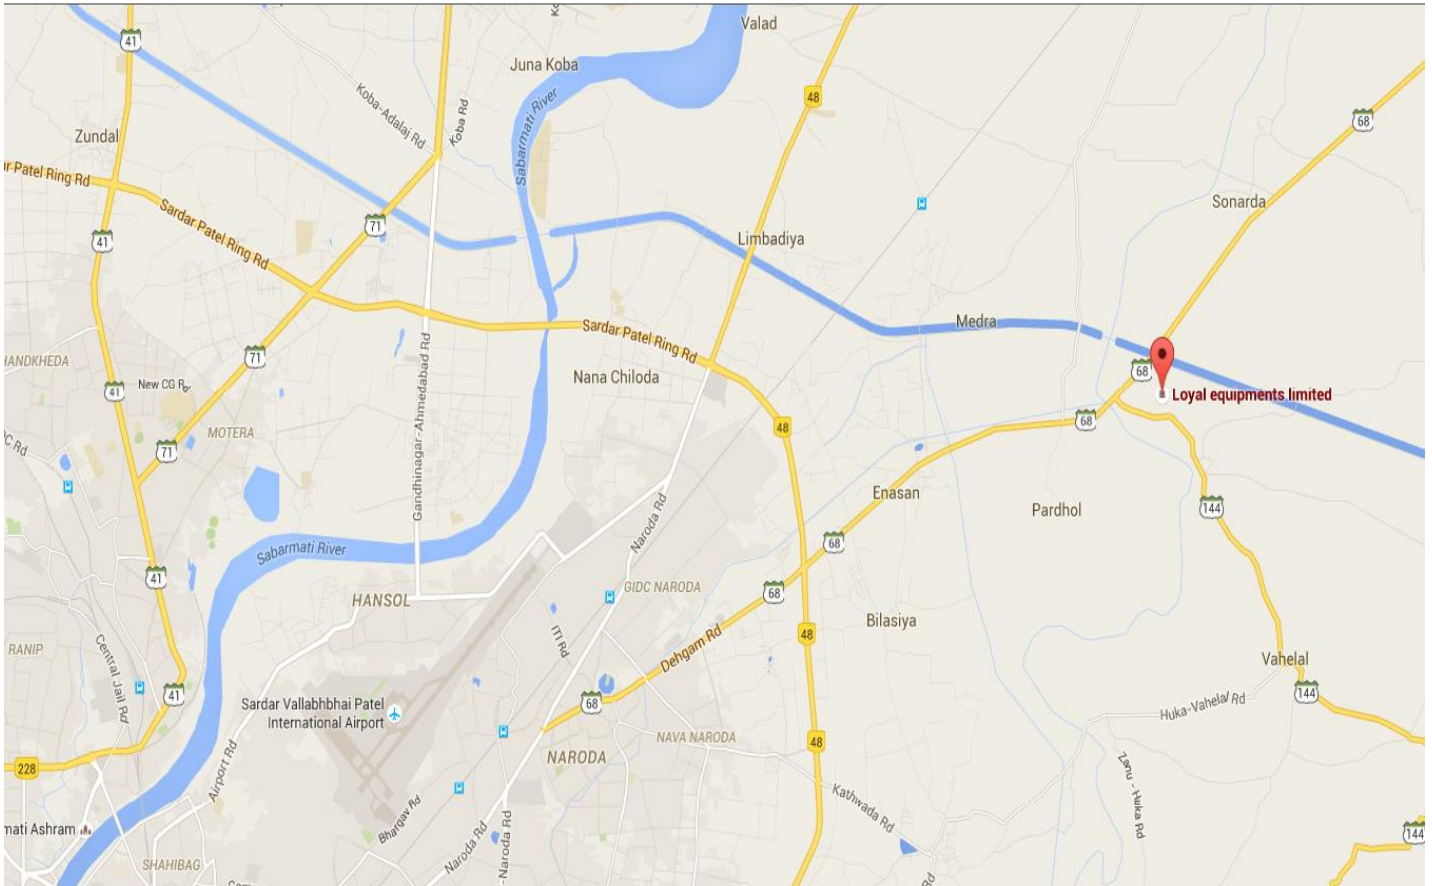 Valad
41
Juna Koba
Koba-Adalaj Rd
Koba Rd
Sabarmati River
48
68
Zundal
ar Patel Ring Rd
Sardar Patel Ring Rd
71
41
Sonarda
Limbadiya
Medra
Sardar Patel Ring Rd
Gandhinagar-Ahmedabad Rd
HANDKHEDA
71
New CG Rd
41
Nana Chiloda
68
Loyal equipments limited
MOTERA
71
48
68
Enasan
Pardhol
144
Naroda Rd
Sabarmati River
68
41
HANSOL
GIDC NARODA
68
ITI Rd
Dehgam Rd
48
Bilasiya
RANIP
Central Jail Rd
41
Vahelal
144
Sardar Vallabhbhai Patel
International Airport
68
Huka-Vahelal Rd
NAVA NARODA
48
NARODA
228
Airport Rd
Zanu - Huka Rd
Bhargav Rd
Kathwada Rd
mati Ashram
Naroda Rd
-Naroda Rd
144
SHAHIBAG
Rd